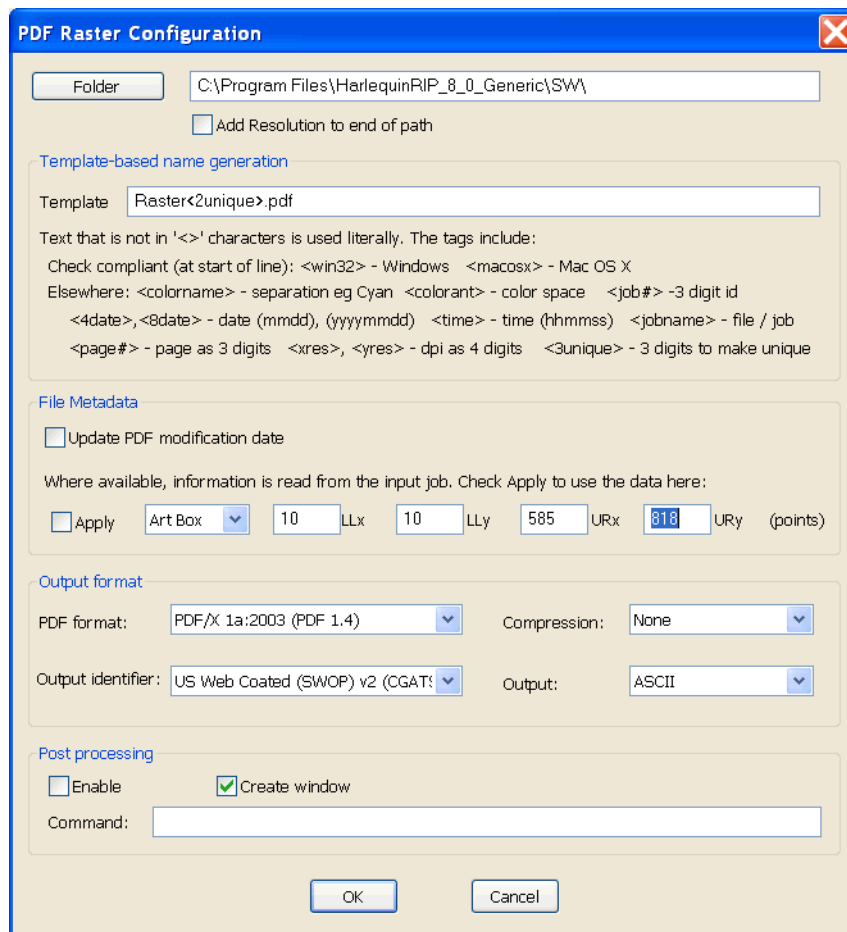 PDF Raster Configuration
Folder C:\Program Files\HarlequinRIP_8_0_Generic\SW\
Add Resolution to end of path
Template-based name generation
Template Raster<2unique>.pdf
Text that is not in '<>' characters is used literally. The tags include:
Check compliant (at start of line): <win32> - Windows <macosx> - Mac OS X
Elsewhere: <colorname> - separation eg Cyan <colorant> - color space <job#> -3 digit id
<4date>,<8date> - date (mmdd), (yyyymmdd) <time> - time (hhmmss) <jobname> - file / job
<page#> - page as 3 digits <xres>, <yres> - dpi as 4 digits <3unique> - 3 digits to make unique
File Metadata
Update PDF modification date
Where available, information is read from the input job. Check Apply to use the data here:
Apply Art Box 10 LLx 10 LLy 585 URx 818 URy (points)
Output format
PDF format: PDF/X 1a:2003 (PDF 1.4) Compression: None
Output identifier: US Web Coated (SWOP) v2 (CGATS Output: ASCII
Post processing
Enable Create window
Command:
OK Cancel